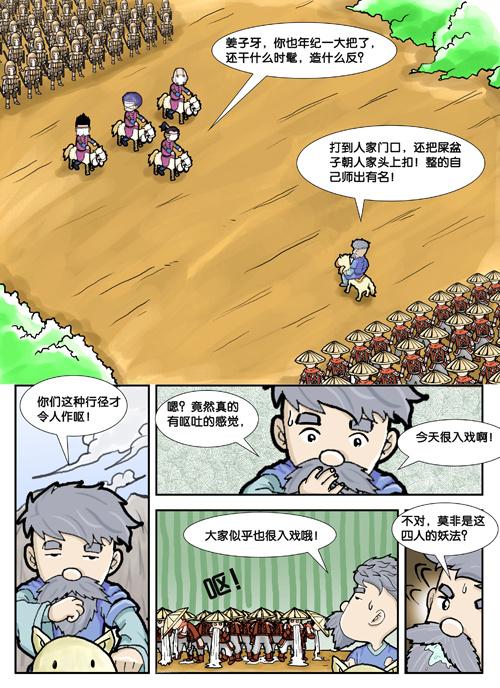 姜子牙，你也年纪一大把了，
还干什么时髦，造什么反？
打到人家门口，还把屎盆
子朝人家头上扣！整的自
己师出有名！
你们这种行径才
令人作呕！
嗯？竟然真的
有呕吐的感觉，
今天很入戏啊！
大家似乎也很入戏哦！
呕！
不对，莫非是这
四人的妖法？